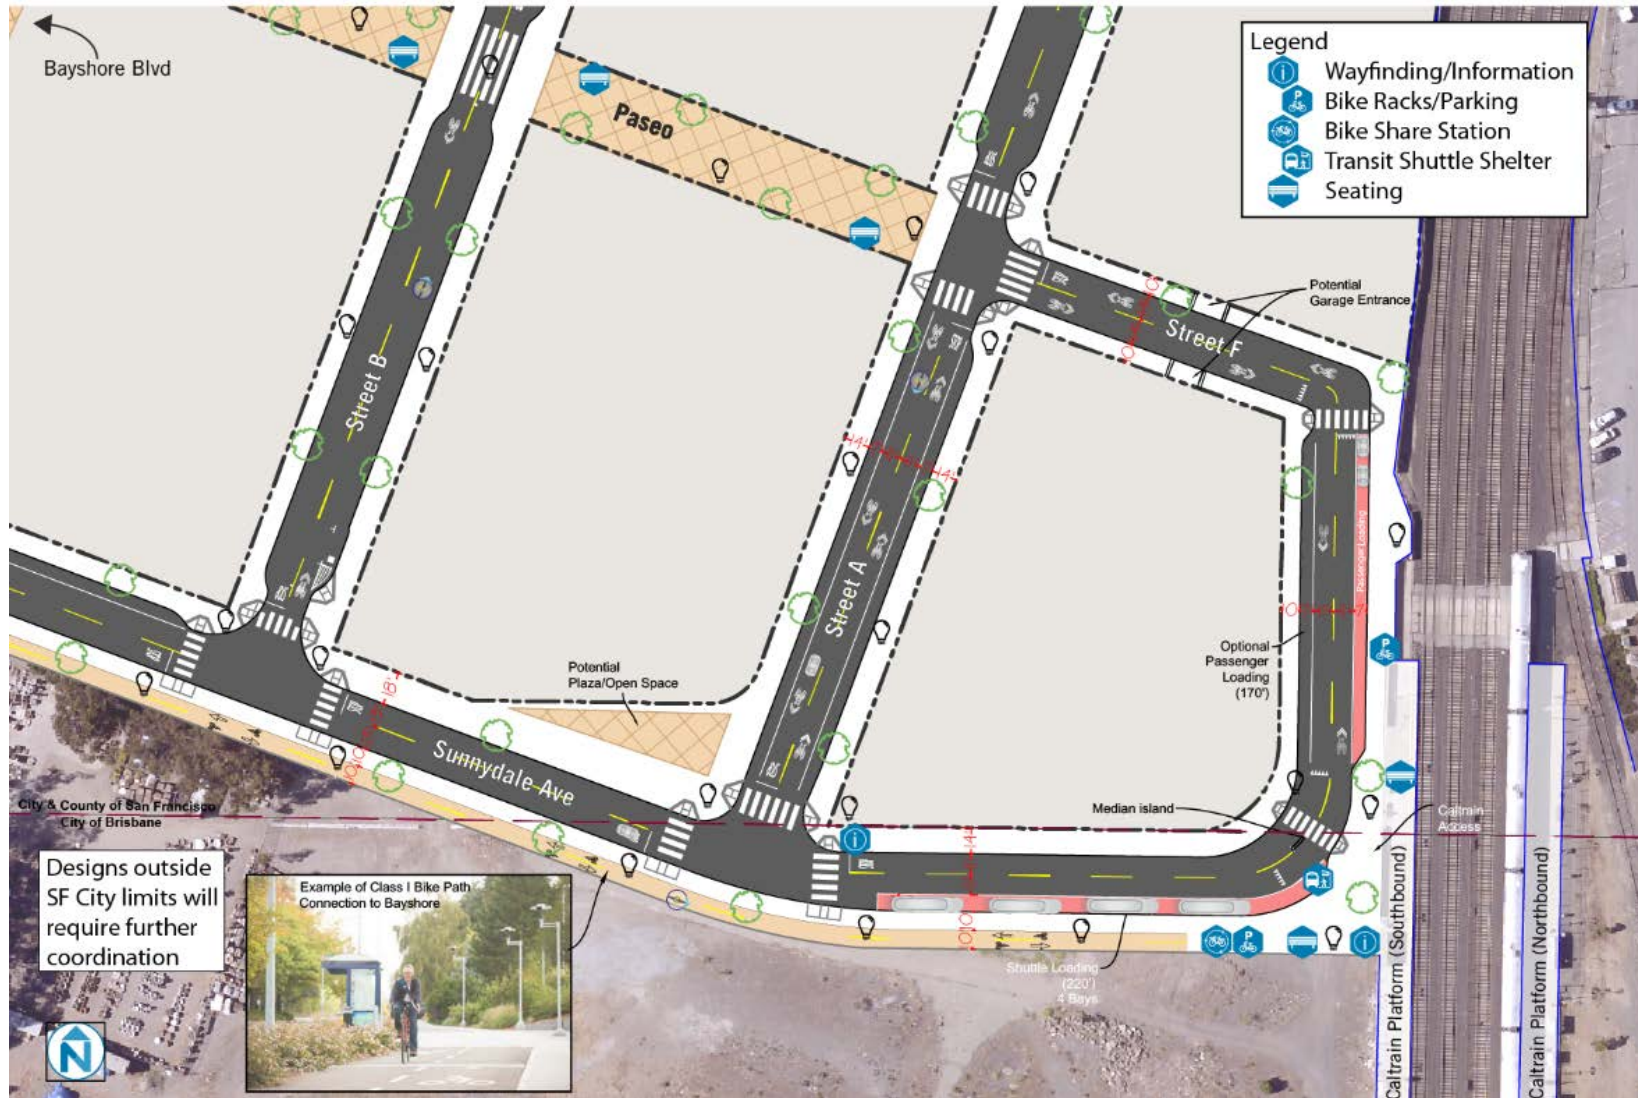 Bayshore Blvd
Paseo
Legend
Wayfinding/Information
Bike Racks/Parking
Bike Share Station
Transit Shuttle Shelter
Seating
Potential
Garage Entrance
Street F
Street B
Street A
Passenger Loading
Optional
Passenger
Loading
(170')
Potential
Plaza/Open Space
Sunnydale Ave
City & County of San Francisco
City of Brisbane
Median island
Caltrain
Access
Designs outside
SF City limits will
require further
coordination
Example of Class I Bike Path
Connection to Bayshore
Shuttle Loading
(220')
4 Bays
Caltrain Platform (Southbound)
Caltrain Platform (Northbound)
N